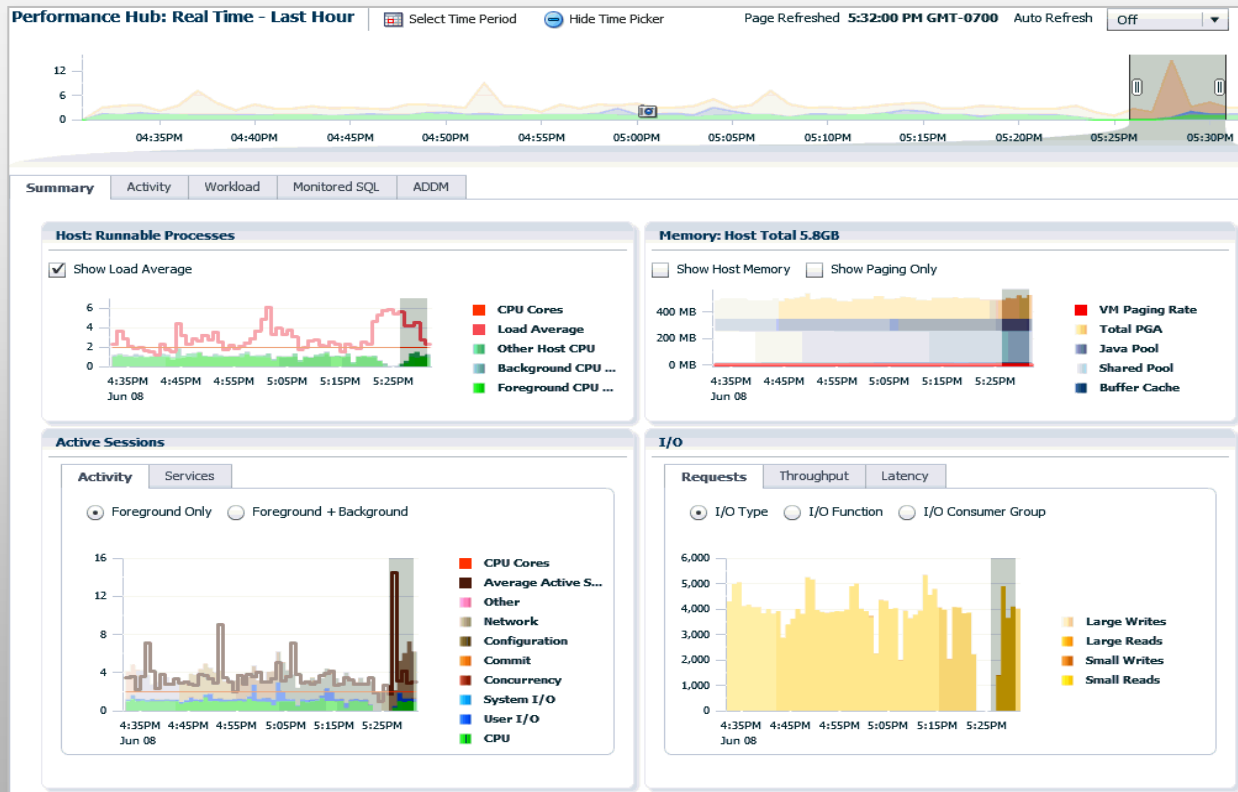 Performance Hub: Real Time - Last Hour
Select Time Period
Hide Time Picker
Page Refreshed 5:32:00 PM GMT-0700
Auto Refresh
Off
12
6
0
04:35PM 04:40PM 04:45PM 04:50PM 04:55PM 05:00PM 05:05PM 05:10PM 05:15PM 05:20PM 05:25PM 05:30PM
Summary
Activity
Workload
Monitored SQL
ADDM
Host: Runnable Processes
Show Load Average
6
4
2
0
4:35PM 4:45PM 4:55PM 5:05PM 5:15PM 5:25PM
Jun 08
CPU Cores
Load Average
Other Host CPU
Background CPU ...
Foreground CPU ...
Memory: Host Total 5.8GB
Show Host Memory
Show Paging Only
400 MB
200 MB
0 MB
4:35PM 4:45PM 4:55PM 5:05PM 5:15PM 5:25PM
Jun 08
VM Paging Rate
Total PGA
Java Pool
Shared Pool
Buffer Cache
Active Sessions
Activity
Services
Foreground Only
Foreground + Background
16
12
8
4
0
4:35PM 4:45PM 4:55PM 5:05PM 5:15PM 5:25PM
Jun 08
CPU Cores
Average Active S...
Other
Network
Configuration
Commit
Concurrency
System I/O
User I/O
CPU
I/O
Requests
Throughput
Latency
I/O Type
I/O Function
I/O Consumer Group
6,000
5,000
4,000
3,000
2,000
1,000
0
4:35PM 4:45PM 4:55PM 5:05PM 5:15PM 5:25PM
Jun 08
Large Writes
Large Reads
Small Writes
Small Reads